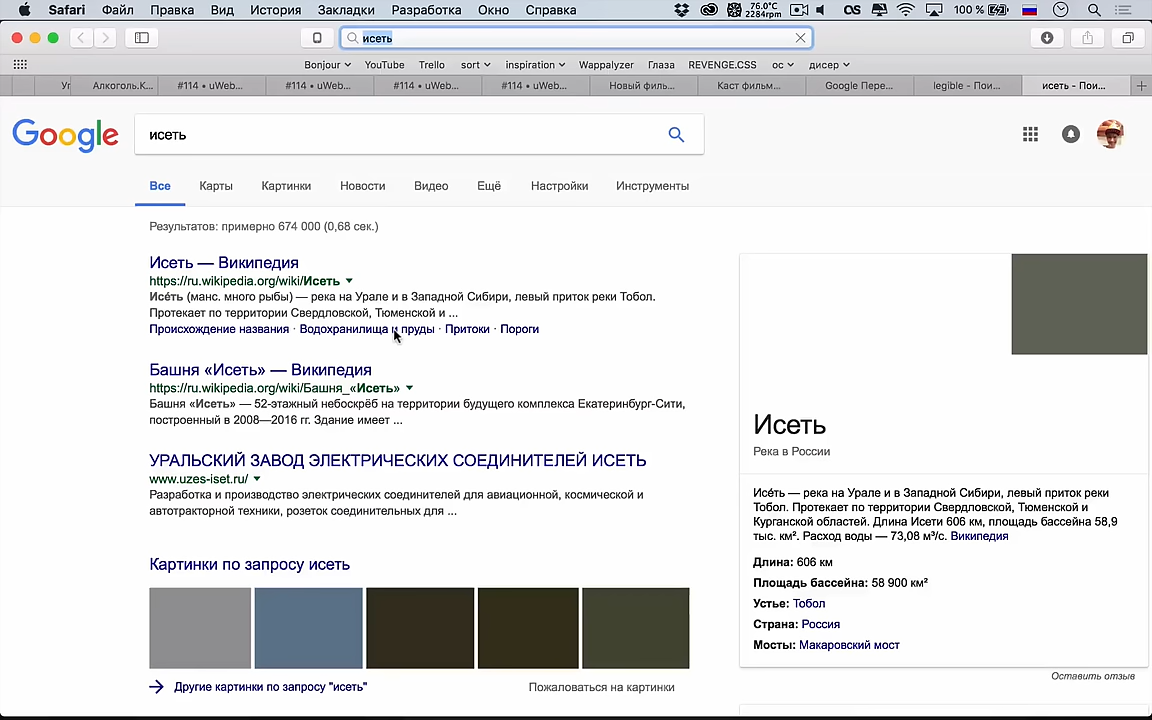 Safari Файл Правка Вид История Закладки Разработка Окно Справка 76.0°C 2284rpm 100 %
исеть
Bonjour YouTube Trello sort inspiration Wappalyzer Глаза REVENGE.CSS ос дисер
Алкоголь.К... #114 • uWeb... #114 • uWeb... #114 • uWeb... #114 • uWeb... Новый филь... Каст фильм... Google Пере... legible - Пои... исеть - Пои...
Google исеть
Все Карты Картинки Новости Видео Ещё Настройки Инструменты
Результатов: примерно 674 000 (0,68 сек.)
Исеть — Википедия
https://ru.wikipedia.org/wiki/Исеть
Исе́ть (манс. много рыбы) — река на Урале и в Западной Сибири, левый приток реки Тобол.
Протекает по территории Свердловской, Тюменской и ...
Происхождение названия · Водохранилища и пруды · Притоки · Пороги
Башня «Исеть» — Википедия
https://ru.wikipedia.org/wiki/Башня_«Исеть»
Башня «Исеть» — 52-этажный небоскрёб на территории будущего комплекса Екатеринбург-Сити,
построенный в 2008—2016 гг. Здание имеет ...
УРАЛЬСКИЙ ЗАВОД ЭЛЕКТРИЧЕСКИХ СОЕДИНИТЕЛЕЙ ИСЕТЬ
www.uzes-iset.ru/
Разработка и производство электрических соединителей для авиационной, космической и
автотракторной техники, розеток соединительных для ...
Картинки по запросу исеть
Другие картинки по запросу "исеть"
Пожаловаться на картинки
Исеть
Река в России
Исе́ть — река на Урале и в Западной Сибири, левый приток реки
Тобол. Протекает по территории Свердловской, Тюменской и
Курганской областей. Длина Исети 606 км, площадь бассейна 58,9
тыс. км². Расход воды — 73,08 м³/с. Википедия
Длина: 606 км
Площадь бассейна: 58 900 км²
Устье: Тобол
Страна: Россия
Мосты: Макаровский мост
Оставить отзыв